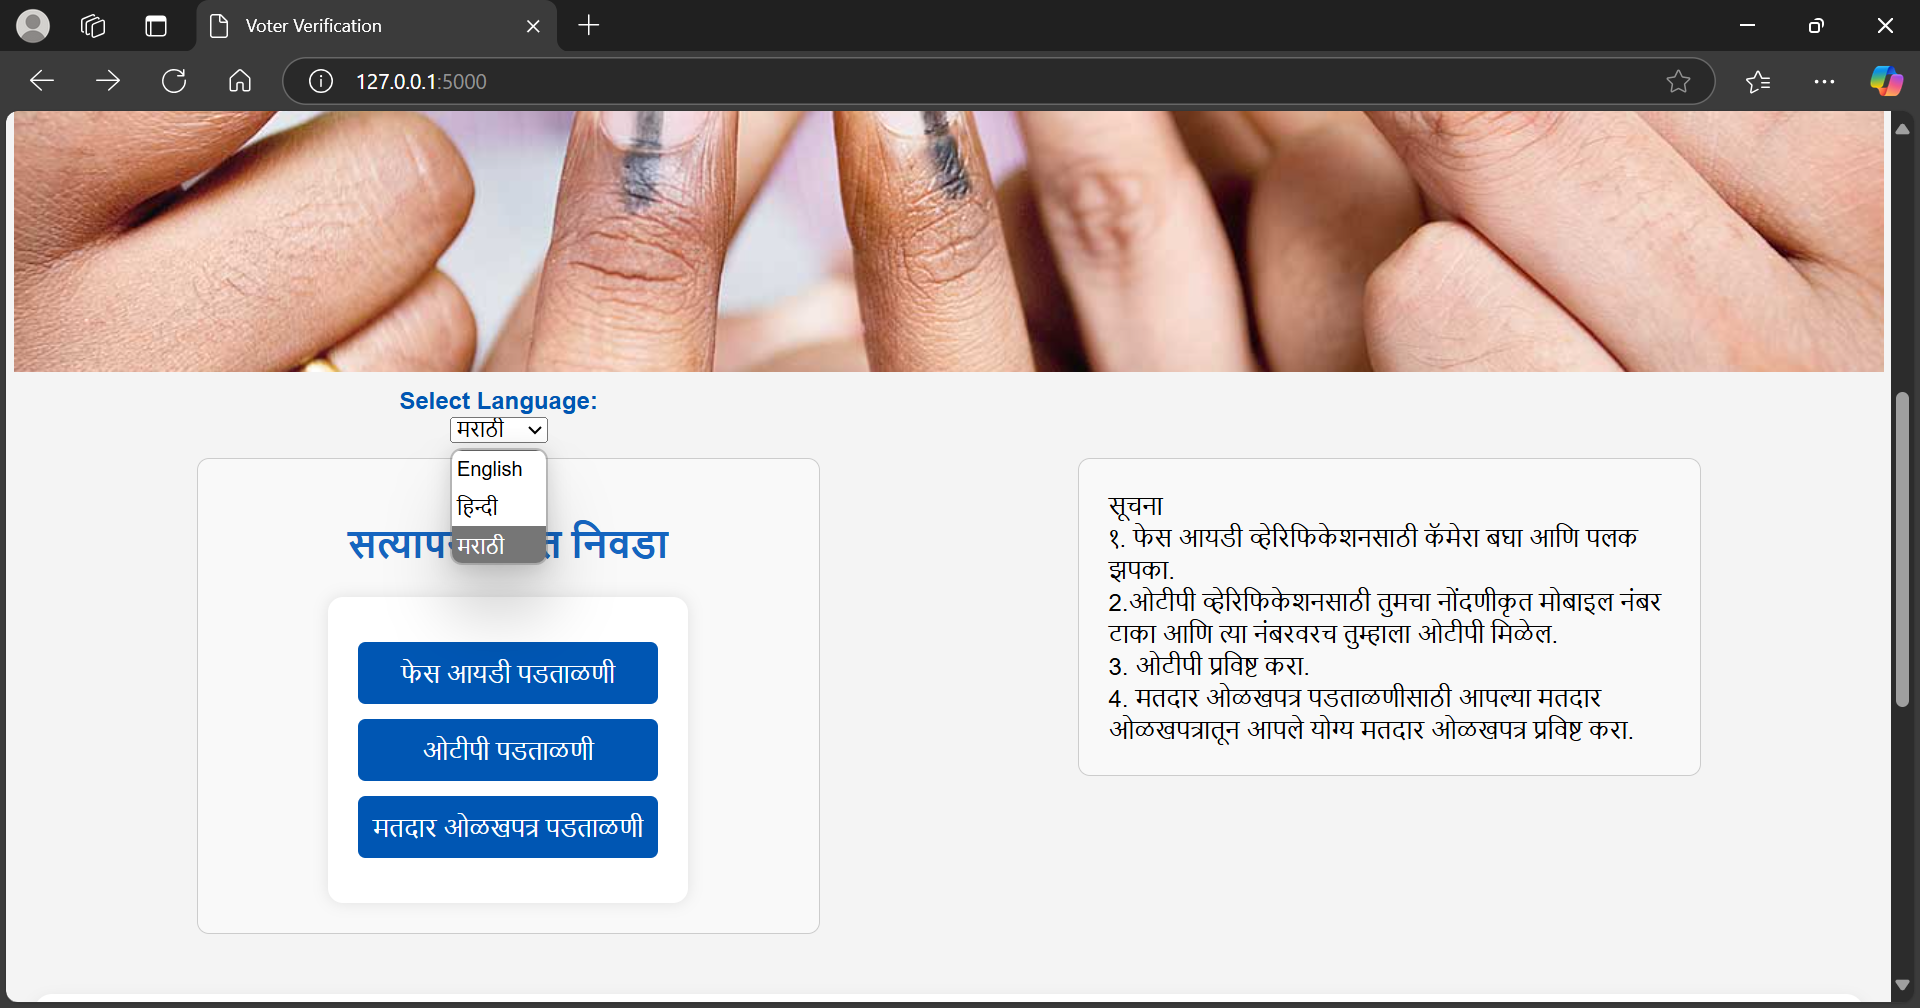 Voter Verification
127.0.0.1:5000
Select Language:
मराठी
English
हिन्दी
मराठी
निवडा
फेस आयडी पडताळणी
ओटीपी पडताळणी
मतदार ओळखपत्र पडताळणी
सूचना
१. फेस आयडी व्हेरिफिकेशनसाठी कॅमेरा बघा आणि पलक
झपका.
2.ओटीपी व्हेरिफिकेशनसाठी तुमचा नोंदणीकृत मोबाइल नंबर
टाका आणि त्या नंबरवरच तुम्हाला ओटीपी मिळेल.
3. ओटीपी प्रविष्ट करा.
4. मतदार ओळखपत्र पडताळणीसाठी आपल्या मतदार
ओळखपत्रातून आपले योग्य मतदार ओळखपत्र प्रविष्ट करा.